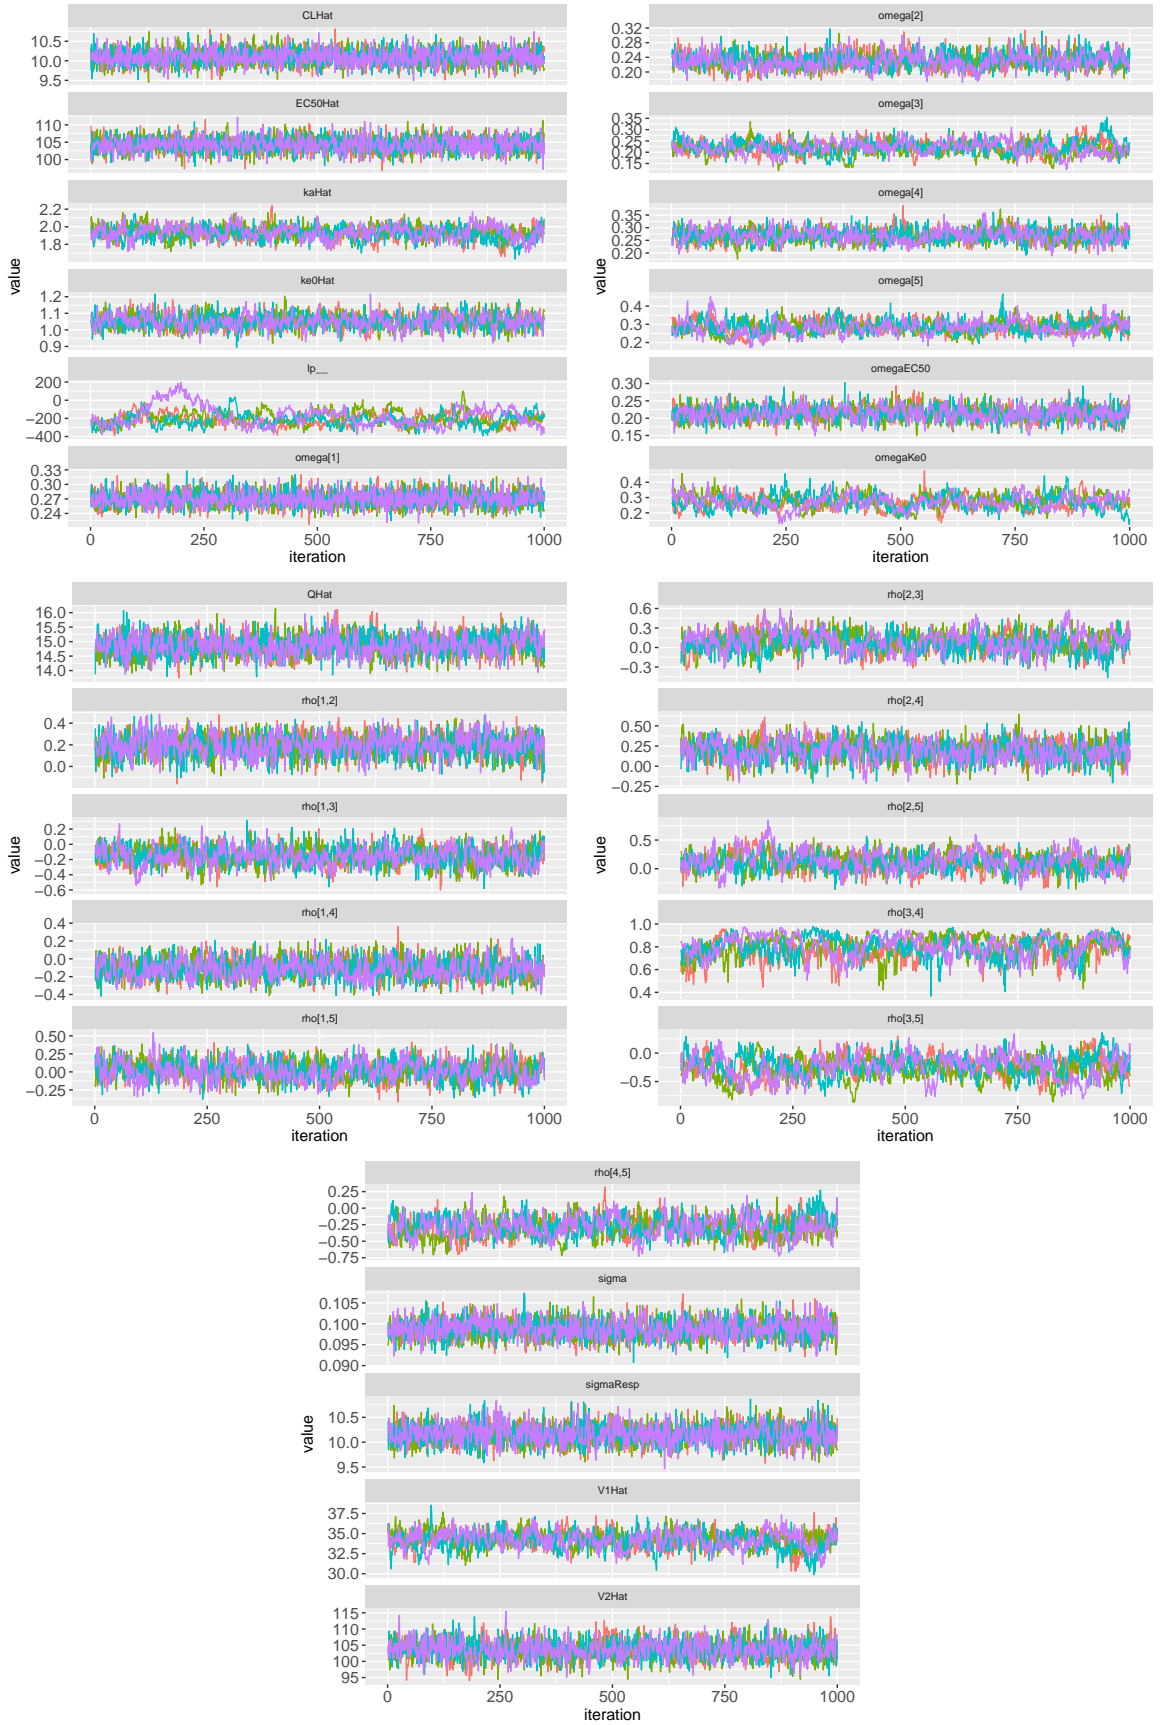 CLHat
10.5
10.0
9.5
EC50Hat
110
105
100
kaHat
2.2
2.0
1.8
ke0Hat
1.2
1.1
1.0
0.9
lp__
200
0
−200
−400
omega[1]
0.33
0.30
0.27
0.24
0 250 500 750 1000
iteration
value
omega[2]
0.32
0.28
0.24
0.20
omega[3]
0.35
0.30
0.25
0.20
0.15
omega[4]
0.35
0.30
0.25
0.20
omega[5]
0.4
0.3
0.2
omegaEC50
0.30
0.25
0.20
0.15
omegaKe0
0.4
0.3
0.2
0 250 500 750 1000
iteration
value
QHat
16.0
15.5
15.0
14.5
14.0
rho[1,2]
0.4
0.2
0.0
rho[1,3]
0.2
0.0
−0.2
−0.4
−0.6
rho[1,4]
0.4
0.2
0.0
−0.2
−0.4
rho[1,5]
0.50
0.25
0.00
−0.25
0 250 500 750 1000
iteration
value
rho[2,3]
0.6
0.3
0.0
−0.3
rho[2,4]
0.50
0.25
0.00
−0.25
rho[2,5]
0.5
0.0
rho[3,4]
1.0
0.8
0.6
0.4
rho[3,5]
0.0
−0.5
0 250 500 750 1000
iteration
value
rho[4,5]
0.25
0.00
−0.25
−0.50
−0.75
sigma
0.105
0.100
0.095
0.090
sigmaResp
10.5
10.0
9.5
V1Hat
37.5
35.0
32.5
30.0
V2Hat
115
110
105
100
95
0 250 500 750 1000
iteration
value